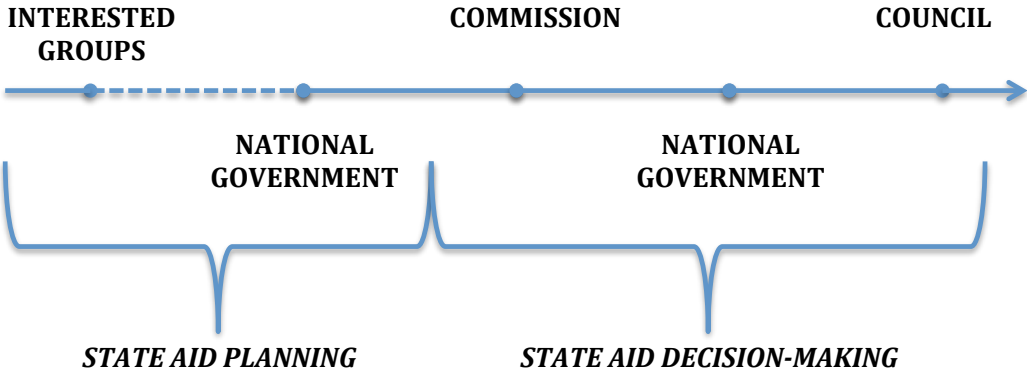 INTERESTED
GROUPS
COMMISSION
COUNCIL
NATIONAL
GOVERNMENT
NATIONAL
GOVERNMENT
STATE AID PLANNING
STATE AID DECISION-MAKING